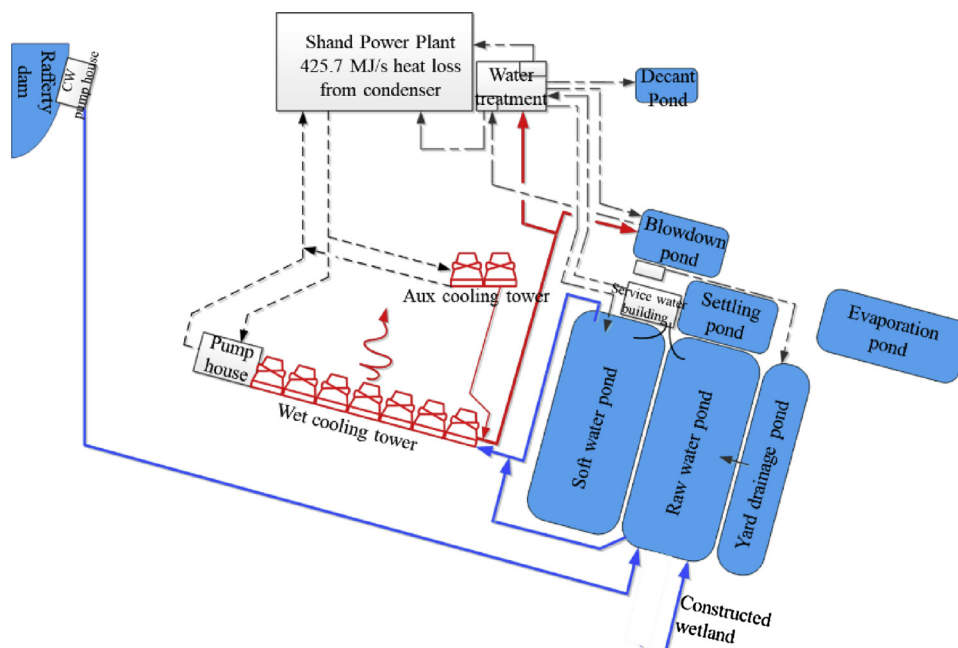 Shand Power Plant
425.7 MJ/s heat loss
from condenser
Water
treatment
Decant
Pond
Rafferty
dam
CW
pump house
Blowdown
pond
Aux cooling tower
Service water
building
Settling
pond
Evaporation
pond
Pump
house
Wet cooling tower
Soft water pond
Raw water pond
Yard drainage pond
Constructed
wetland